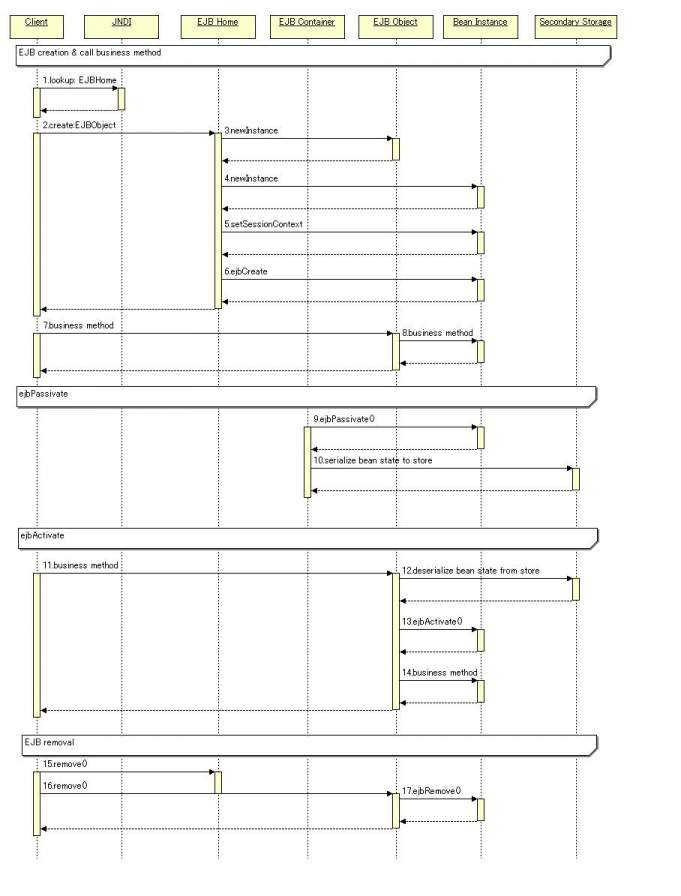 Client
JNDI
EJB Home
EJB Container
EJB Object
Bean Instance
Secondary Storage
EJB creation & call business method
1.lookup: EJBHome
2.create:EJBObject
3.newInstance
4.newInstance
5.setSessionContext
6.ejbCreate
7.business method
8.business method
ejbPassivate
9.ejbPassivate()
10.serialize bean state to store
ejbActivate
11.business method
12.deserialize bean state from store
13.ejbActivate()
14.business method
EJB removal
15.remove()
16.remove()
17.ejbRemove()